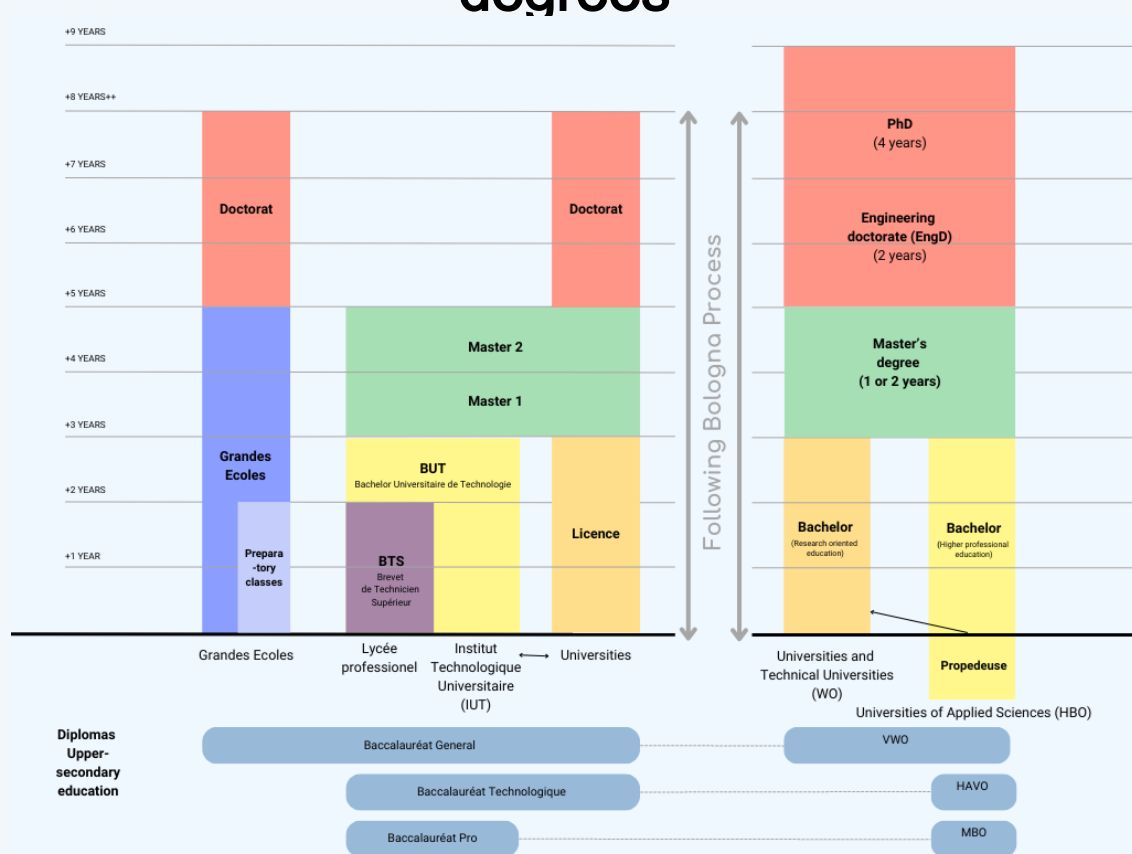 degrees
+9 YEARS
+8 YEARS++
+7 YEARS
+6 YEARS
+5 YEARS
+4 YEARS
+3 YEARS
+2 YEARS
+1 YEAR
Doctorat
Grandes
Ecoles
Prepara
-tory
classes
Doctorat
Master 2
Master 1
BUT
Bachelor Universitaire de Technologie
BTS
Brevet
de Technicien
Supérieur
Licence
Following Bologna Process
PhD
(4 years)
Engineering
doctorate (EngD)
(2 years)
Master's
degree
(1 or 2 years)
Bachelor
(Research oriented
education)
Bachelor
(Higher professional
education)
Propedeuse
Grandes Ecoles
Lycée
professionel
Institut
Technologique
Universitaire
(IUT)
Universities
Universities and
Technical Universities
(WO)
Universities of Applied Sciences (HBO)
Diplomas
Upper-
secondary
education
Baccalauréat General
VWO
Baccalauréat Technologique
HAVO
Baccalauréat Pro
MBO